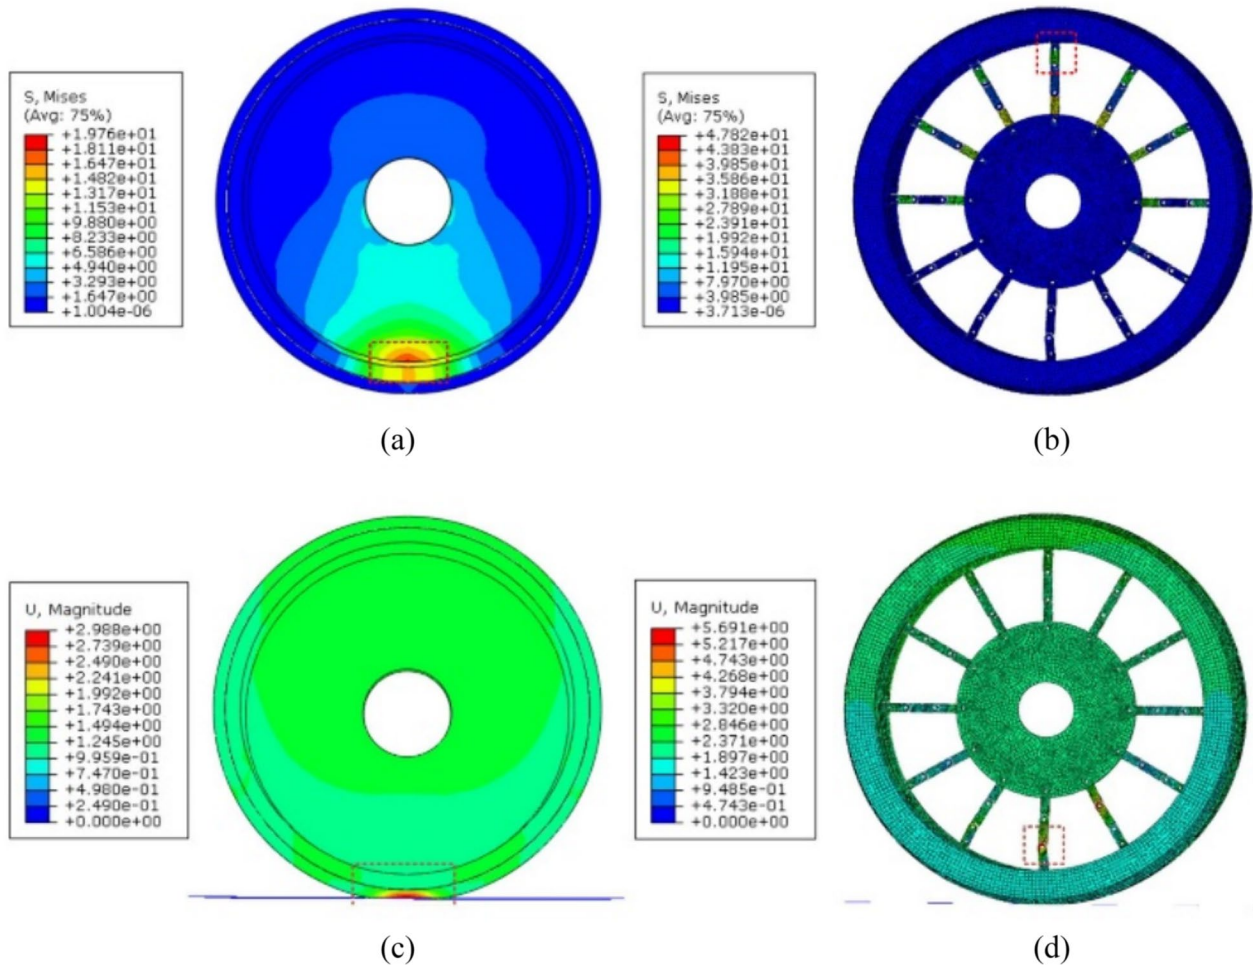 S, Mises
(Avg: 75%)
+1.976e+01
+1.811e+01
+1.647e+01
+1.482e+01
+1.317e+01
+1.153e+01
+9.880e+00
+8.233e+00
+6.586e+00
+4.940e+00
+3.293e+00
+1.647e+00
+1.004e-06
S, Mises
(Avg: 75%)
+4.782e+01
+4.383e+01
+3.985e+01
+3.586e+01
+3.188e+01
+2.789e+01
+2.391e+01
+1.992e+01
+1.594e+01
+1.195e+01
+7.970e+00
+3.985e+00
+3.713e-06
(a)
(b)
U, Magnitude
+2.988e+00
+2.739e+00
+2.490e+00
+2.241e+00
+1.992e+00
+1.743e+00
+1.494e+00
+1.245e+00
+9.959e-01
+7.470e-01
+4.980e-01
+2.490e-01
+0.000e+00
U, Magnitude
+5.691e+00
+5.217e+00
+4.743e+00
+4.268e+00
+3.794e+00
+3.320e+00
+2.846e+00
+2.371e+00
+1.897e+00
+1.423e+00
+9.485e-01
+4.743e-01
+0.000e+00
(c)
(d)